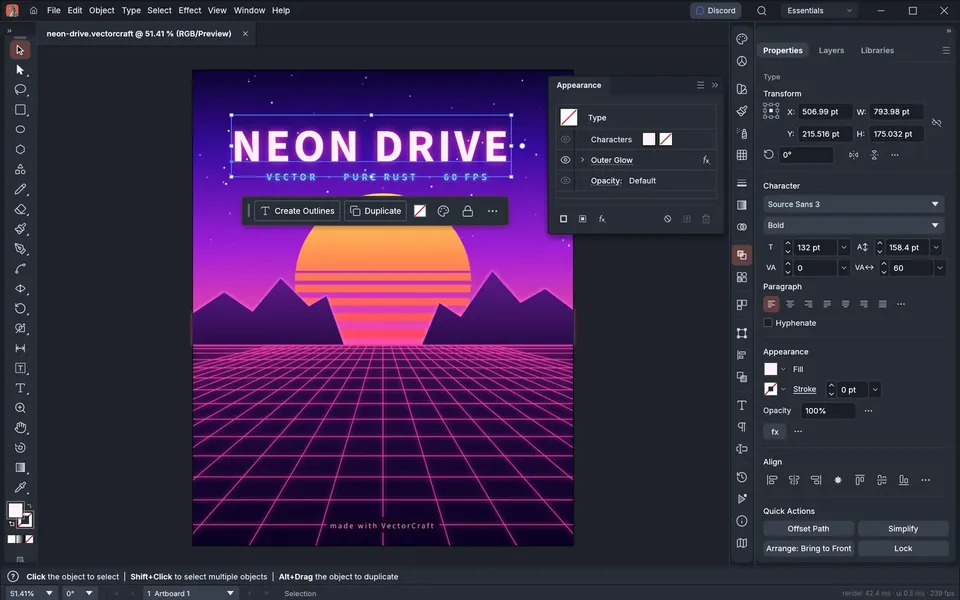 File Edit Object Type Select Effect View Window Help
Discord
Essentials
neon-drive.vectorcraft @ 51.41 % (RGB/Preview)
NEON DRIVE
VECTOR · PURE RUST · 60 FPS
Create Outlines
Duplicate
made with VectorCraft
Appearance
Type
Characters
Outer Glow
fx
Opacity: Default
fx
Properties Layers Libraries
Type
Transform
X: 506.99 pt W: 793.98 pt
Y: 215.516 pt H: 175.032 pt
0°
Character
Source Sans 3
Bold
T 132 pt A 158.4 pt
VA 0 VA 60
Paragraph
Hyphenate
Appearance
Fill
Stroke 0 pt
Opacity 100%
fx
Align
Quick Actions
Offset Path Simplify
Arrange: Bring to Front Lock
Click the object to select | Shift+Click to select multiple objects | Alt+Drag the object to duplicate
51.41% 0° 1 Artboard 1 Selection
render 42.4 ms · ui 0.5 ms · 239 fps